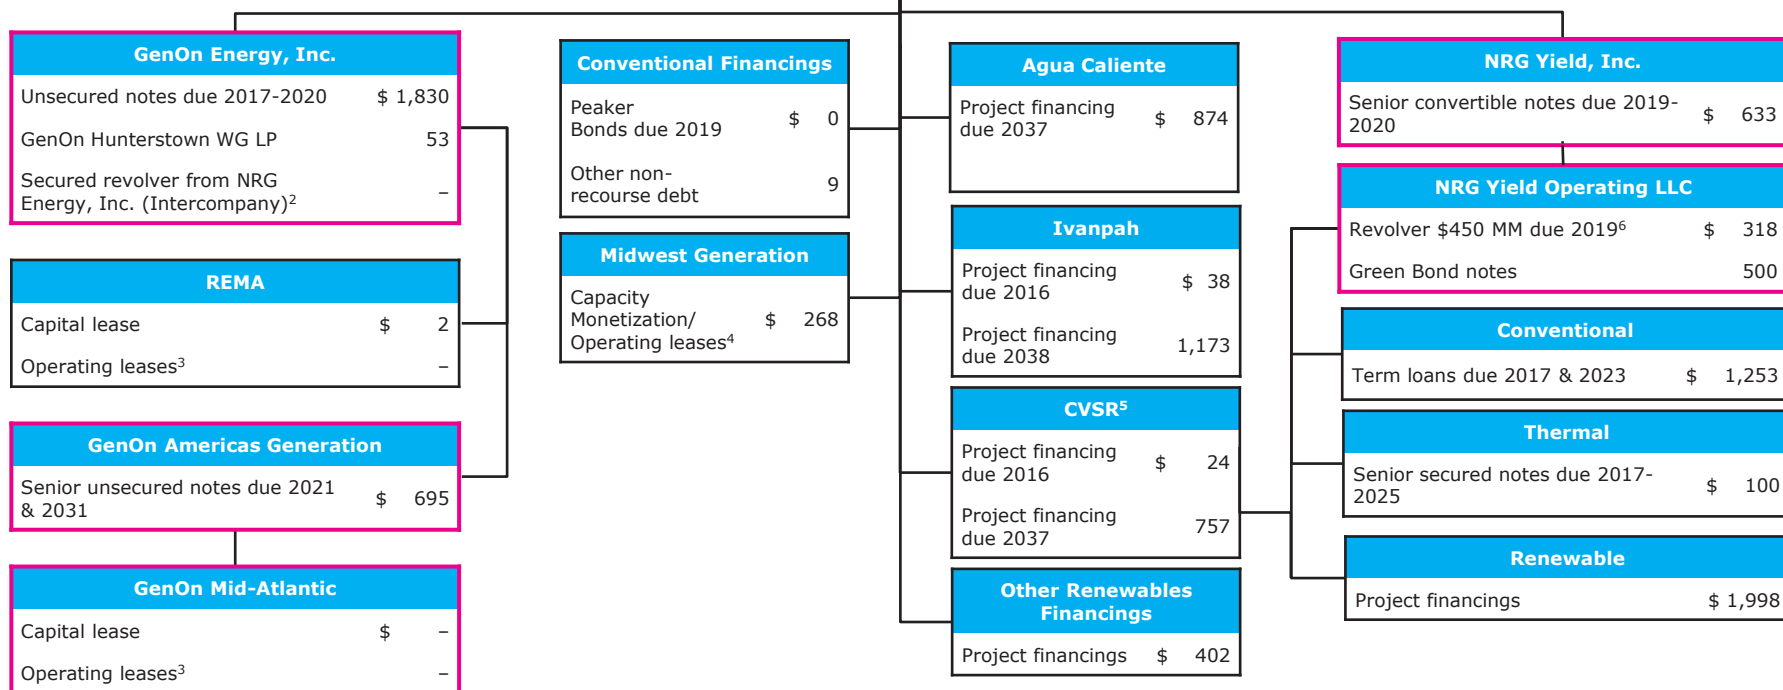 GenOn Energy, Inc.
Unsecured notes due 2017-2020 $ 1,830
GenOn Hunterstown WG LP 53
Secured revolver from NRG
Energy, Inc. (Intercompany)2 –
REMA
Capital lease $ 2
Operating leases3 –
GenOn Americas Generation
Senior unsecured notes due 2021
& 2031 $ 695
GenOn Mid-Atlantic
Capital lease $ –
Operating leases3 –
Conventional Financings
Peaker
Bonds due 2019 $ 0
Other non-
recourse debt 9
Midwest Generation
Capacity
Monetization/ $ 268
Operating leases4
Agua Caliente
Project financing
due 2037 $ 874
Ivanpah
Project financing
due 2016 $ 38
Project financing
due 2038 1,173
CVSR5
Project financing
due 2016 $ 24
Project financing
due 2037 757
Other Renewables
Financings
Project financings $ 402
NRG Yield, Inc.
Senior convertible notes due 2019-
2020 $ 633
NRG Yield Operating LLC
Revolver $450 MM due 20196 $ 318
Green Bond notes 500
Conventional
Term loans due 2017 & 2023 $ 1,253
Thermal
Senior secured notes due 2017-
2025 $ 100
Renewable
Project financings $ 1,998